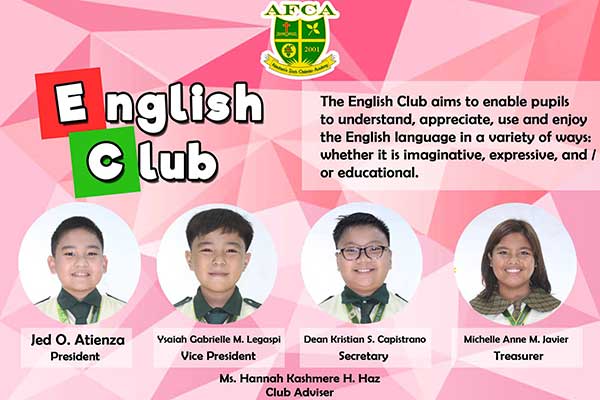 AFCA
2001
English
Club
The English Club aims to enable pupils
to understand, appreciate, use and enjoy
the English language in a variety of ways:
whether it is imaginative, expressive, and /
or educational.
Jed O. Atienza
President
Ysaiah Gabrielle M. Legaspi
Vice President
Dean Kristian S. Capistrano
Secretary
Michelle Anne M. Javier
Treasurer
Ms. Hannah Kashmere H. Haz
Club Adviser